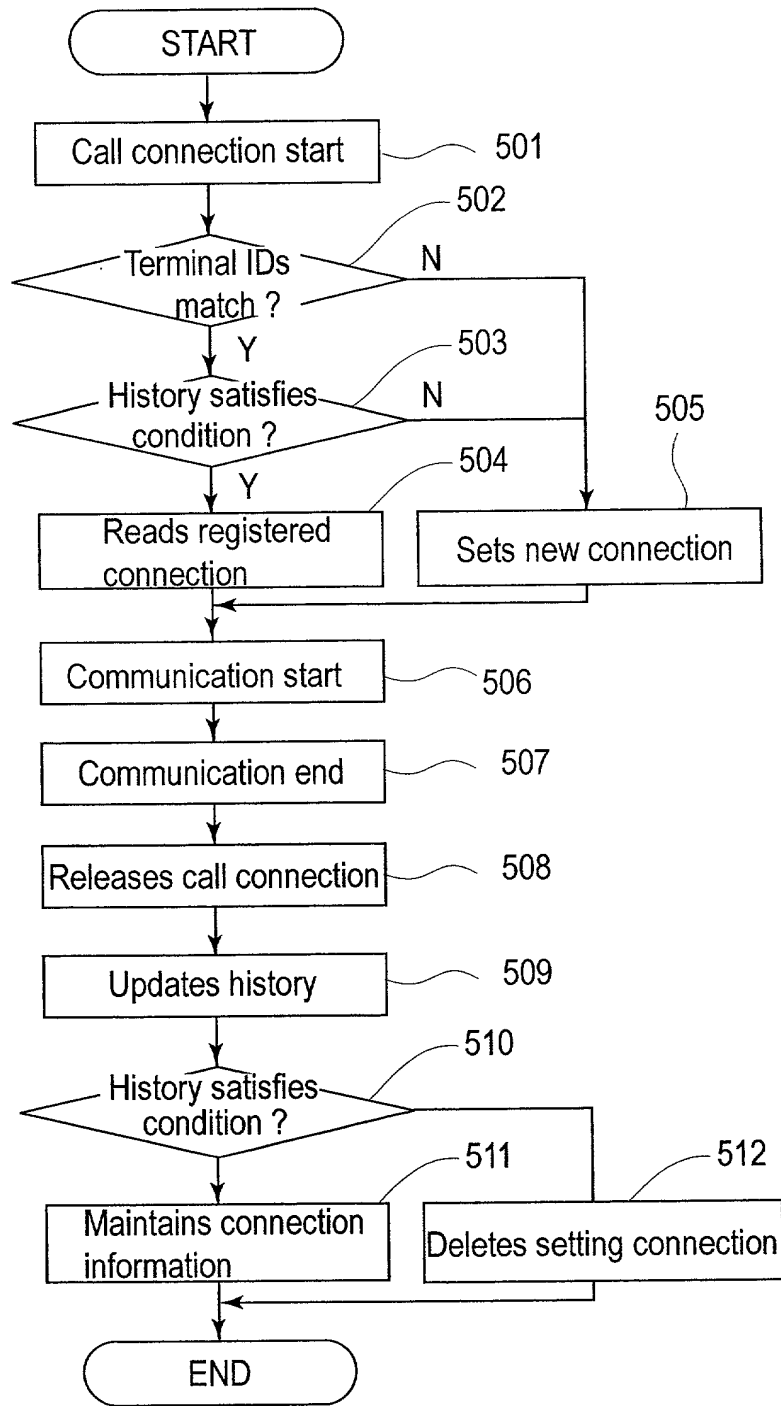 START
Call connection start
501
502
Terminal IDs
match ?
N
Y
503
History satisfies
condition ?
N
505
504
Y
Reads registered
connection
Sets new connection
Communication start
506
Communication end
507
Releases call connection
508
Updates history
509
510
History satisfies
condition ?
511
512
Maintains connection
information
Deletes setting connection
END